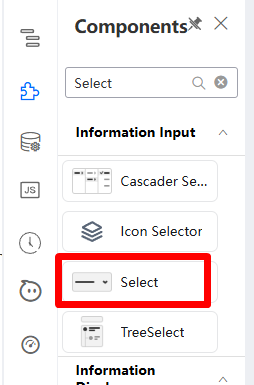 Components
Select
Information Input
Cascader Se...
Icon Selector
Select
TreeSelect
JS
Information